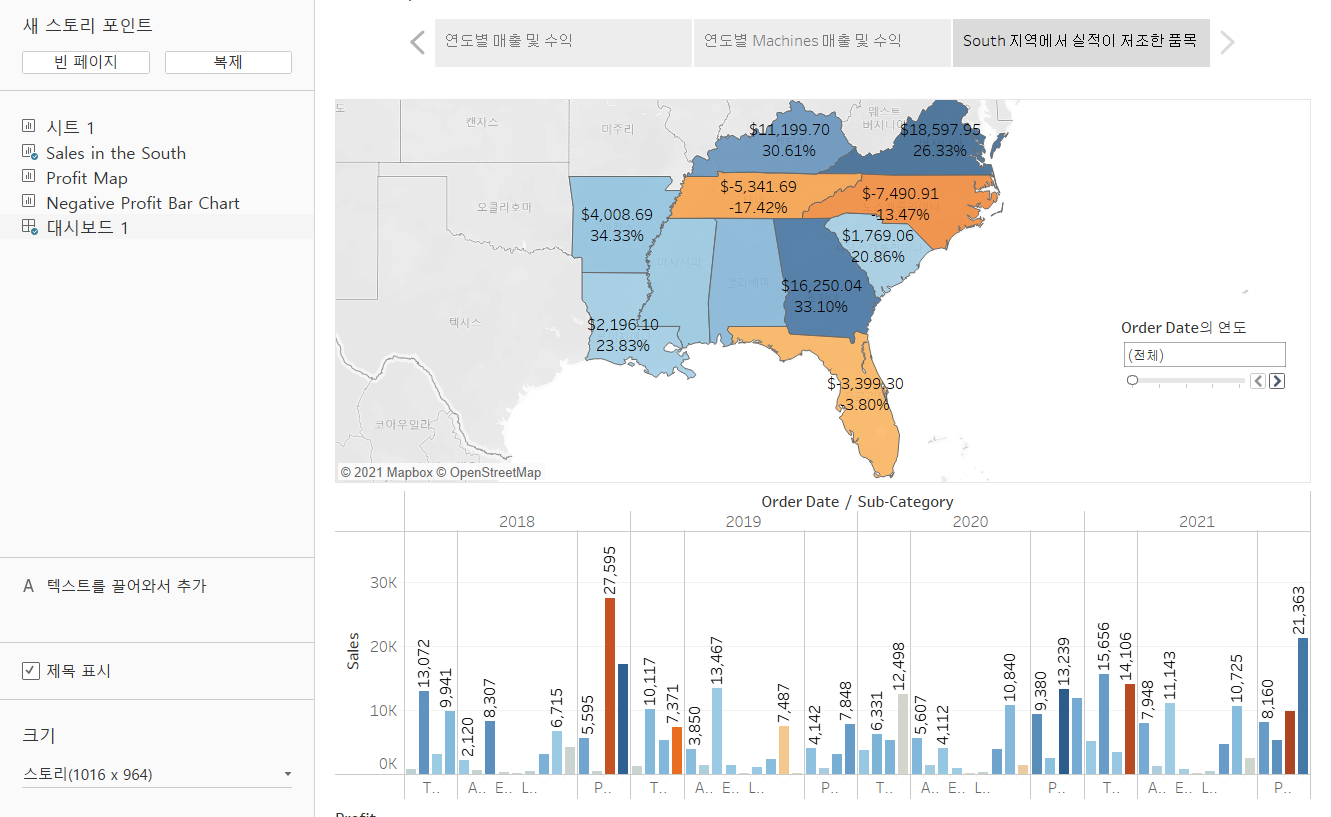 새 스토리 포인트
빈 페이지 복제
시트 1
Sales in the South
Profit Map
Negative Profit Bar Chart
대시보드 1
A 텍스트를 끌어와서 추가
제목 표시
크기
스토리(1016 x 964)
연도별 매출 및 수익 연도별 Machines 매출 및 수익 South 지역에서 실적이 저조한 품목
도
캔자스
미주리
웨스트
$11,199.70
30.61%
$18,597.95
26.33%
$-5,341.69
-17.42%
$-7,490.91
-13.47%
오클라호마
$4,008.69
34.33%
$1,769.06
20.86%
$16,250.04
33.10%
텍사스
$2,196.10
23.83%
$-3,399.30
-3.80%
코아우일라
Order Date의 연도
(전체)
© 2021 Mapbox © OpenStreetMap
Order Date / Sub-Category
2018 2019 2020 2021
Sales
30K
20K
10K
0K
13,072
9,941
2,120
8,307
6,715
5,595
27,595
10,117
7,371
3,850
13,467
7,487
4,142
7,848
6,331
12,498
5,607
4,112
10,840
9,380
13,239
15,656
14,106
7,948
11,143
10,725
8,160
21,363
T.. A.. E.. L.. P.. T.. A.. E.. L.. P.. T.. A.. E.. L.. P.. T.. A.. E.. L.. P..
Profit